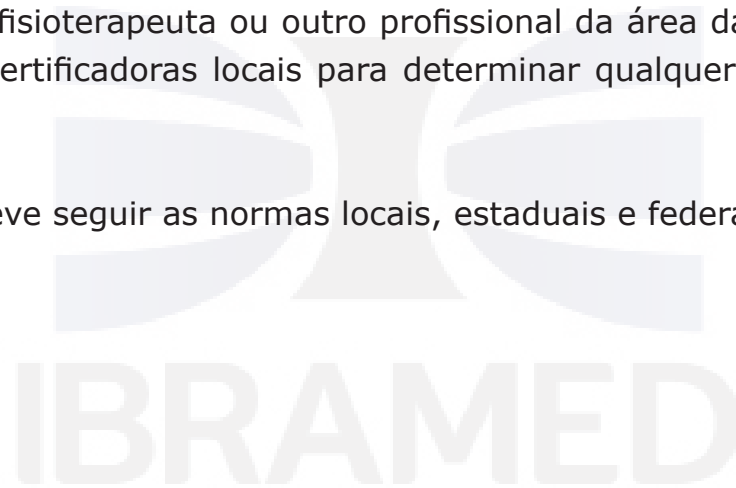 fisioterapeuta ou outro profissional da área da
ertificadoras locais para determinar qualquer
eve seguir as normas locais, estaduais e federa
IBRAMED